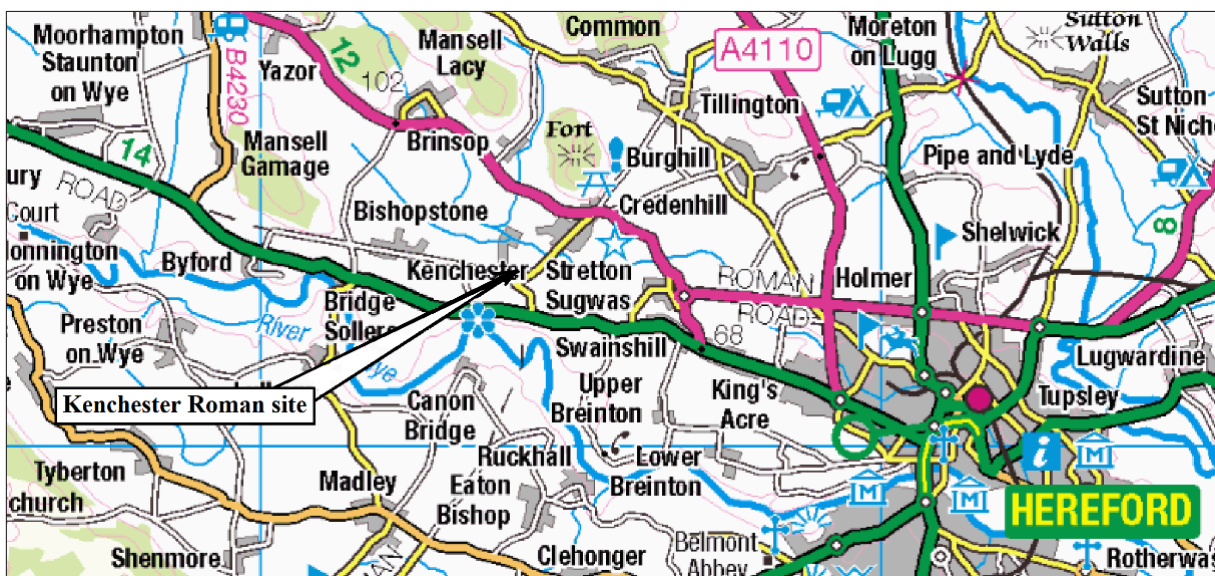 Moorhampton
Staunton
on Wye
B4230
Yazor
12
102
Mansell
Lacy
Common
A4110
Moreton
on Lugg
Sutton
Walls
Tillington
Sutton
St Nich
14
Mansell
Gamage
Brinsop
Fort
Burghill
Pipe and Lyde
ury
ROAD
Court
onnington
on Wye
Bishopstone
Credenhill
Shelwick
8
Byford
Kenchester
Stretton
Sugwas
ROMAN
ROAD
Holmer
Bridge
Sollers
River
ye
Preston
on Wye
68
Swainshill
Lugwardine
Kenchester Roman site
Canon
Bridge
Upper
Breinton
King's
Acre
Tupsley
Tyberton
church
Madley
Ruckhall
Eaton
Bishop
Lower
Breinton
HEREFORD
Shenmore
MAN
Clehonger
Belmont
Abbey
Rotherwas